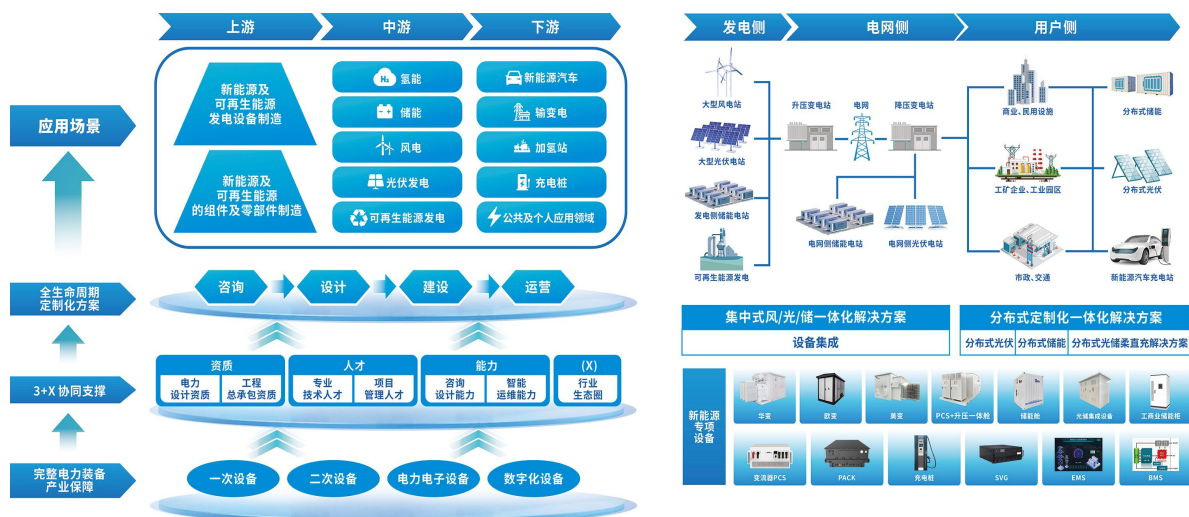 上游
中游
下游
应用场景
新能源及
可再生能源
发电设备制造
新能源及
可再生能源
的组件及零部件制造
H₂
氢能
储能
风电
光伏发电
可再生能源发电
新能源汽车
输变电
加氢站
充电桩
公共及个人应用领域
全生命周期
定制化方案
咨询
设计
建设
运营
3+X 协同支撑
资质
电力
设计资质
工程
总承包资质
人才
专业
技术人才
项目
管理人才
能力
咨询
设计能力
智能
运维能力
(X)
行业
生态圈
完整电力装备
产业保障
一次设备
二次设备
电力电子设备
数字化设备
发电侧
电网侧
用户侧
大型风电站
大型光伏电站
发电侧储能电站
可再生能源发电
升压变电站
电网
降压变电站
电网侧储能电站
电网侧光伏电站
商业、民用设施
工矿企业、工业园区
市政、交通
分布式储能
分布式光伏
新能源汽车充电站
集中式风/光/储一体化解决方案
设备集成
分布式定制化一体化解决方案
分布式光伏
分布式储能
分布式光储柔直充解决方案
新能源
专项
设备
华变
欧变
美变
PCS+升压一体舱
储能舱
光储集成设备
工商业储能柜
变流器PCS
PACK
充电桩
SVG
EMS
BMS